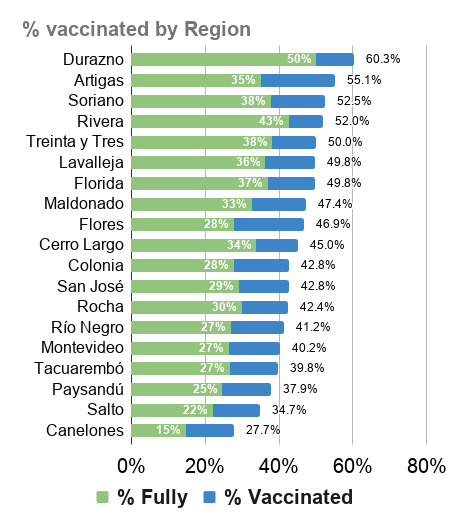 % vaccinated by Region
Durazno 50% 60.3%
Artigas 35% 55.1%
Soriano 38% 52.5%
Rivera 43% 52.0%
Treinta y Tres 38% 50.0%
Lavalleja 36% 49.8%
Florida 37% 49.8%
Maldonado 33% 47.4%
Flores 28% 46.9%
Cerro Largo 34% 45.0%
Colonia 28% 42.8%
San José 29% 42.8%
Rocha 30% 42.4%
Río Negro 27% 41.2%
Montevideo 27% 40.2%
Tacuarembó 27% 39.8%
Paysandú 25% 37.9%
Salto 22% 34.7%
Canelones 15% 27.7%
0% 20% 40% 60% 80%
% Fully % Vaccinated